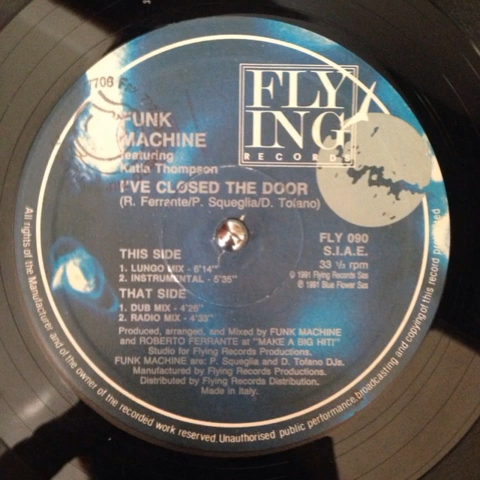 FLY
ING
RECORDS
FUNK
MACHINE
featuring
Katia Thompson
I'VE CLOSED THE DOOR
(R. Ferrante/P. Squeglia/D. Tofano)
FLY 090
S.I.A.E.
33 ⅓ rpm
℗ 1991 Flying Records Sas
© 1991 Blue Flower Sas
THIS SIDE
1. LUNGO MIX - 6'14"
2. INSTRUMENTAL - 5'35"
THAT SIDE
1. DUB MIX - 4'26"
2. RADIO MIX - 4'33"
Produced, arranged, and Mixed by FUNK MACHINE
and ROBERTO FERRANTE at "MAKE A BIG HIT!"
Studio for Flying Records Productions.
FUNK MACHINE are: P. Squeglia and D. Tofano DJs.
Manufactured by Flying Records Productions.
Distributed by Flying Records Distribution.
Made in Italy.
All rights of the Manufacturer and of the owner of the recorded work reserved. Unauthorised public performance, broadcasting and copying of this record prohibited